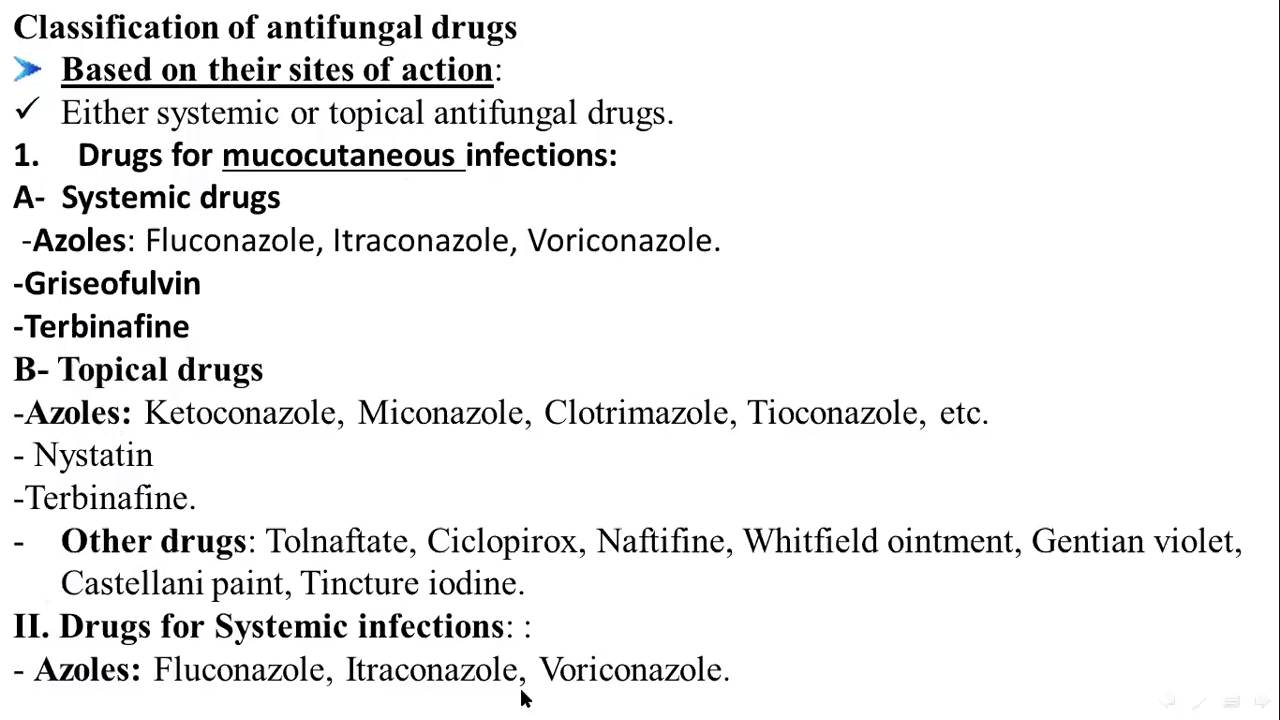 Classification of antifungal drugs
➤ Based on their sites of action:
✓ Either systemic or topical antifungal drugs.
1. Drugs for mucocutaneous infections:
A- Systemic drugs
-Azoles: Fluconazole, Itraconazole, Voriconazole.
-Griseofulvin
-Terbinafine
B- Topical drugs
-Azoles: Ketoconazole, Miconazole, Clotrimazole, Tioconazole, etc.
- Nystatin
-Terbinafine.
- Other drugs: Tolnaftate, Ciclopirox, Naftifine, Whitfield ointment, Gentian violet,
Castellani paint, Tincture iodine.
II. Drugs for Systemic infections: :
- Azoles: Fluconazole, Itraconazole, Voriconazole.